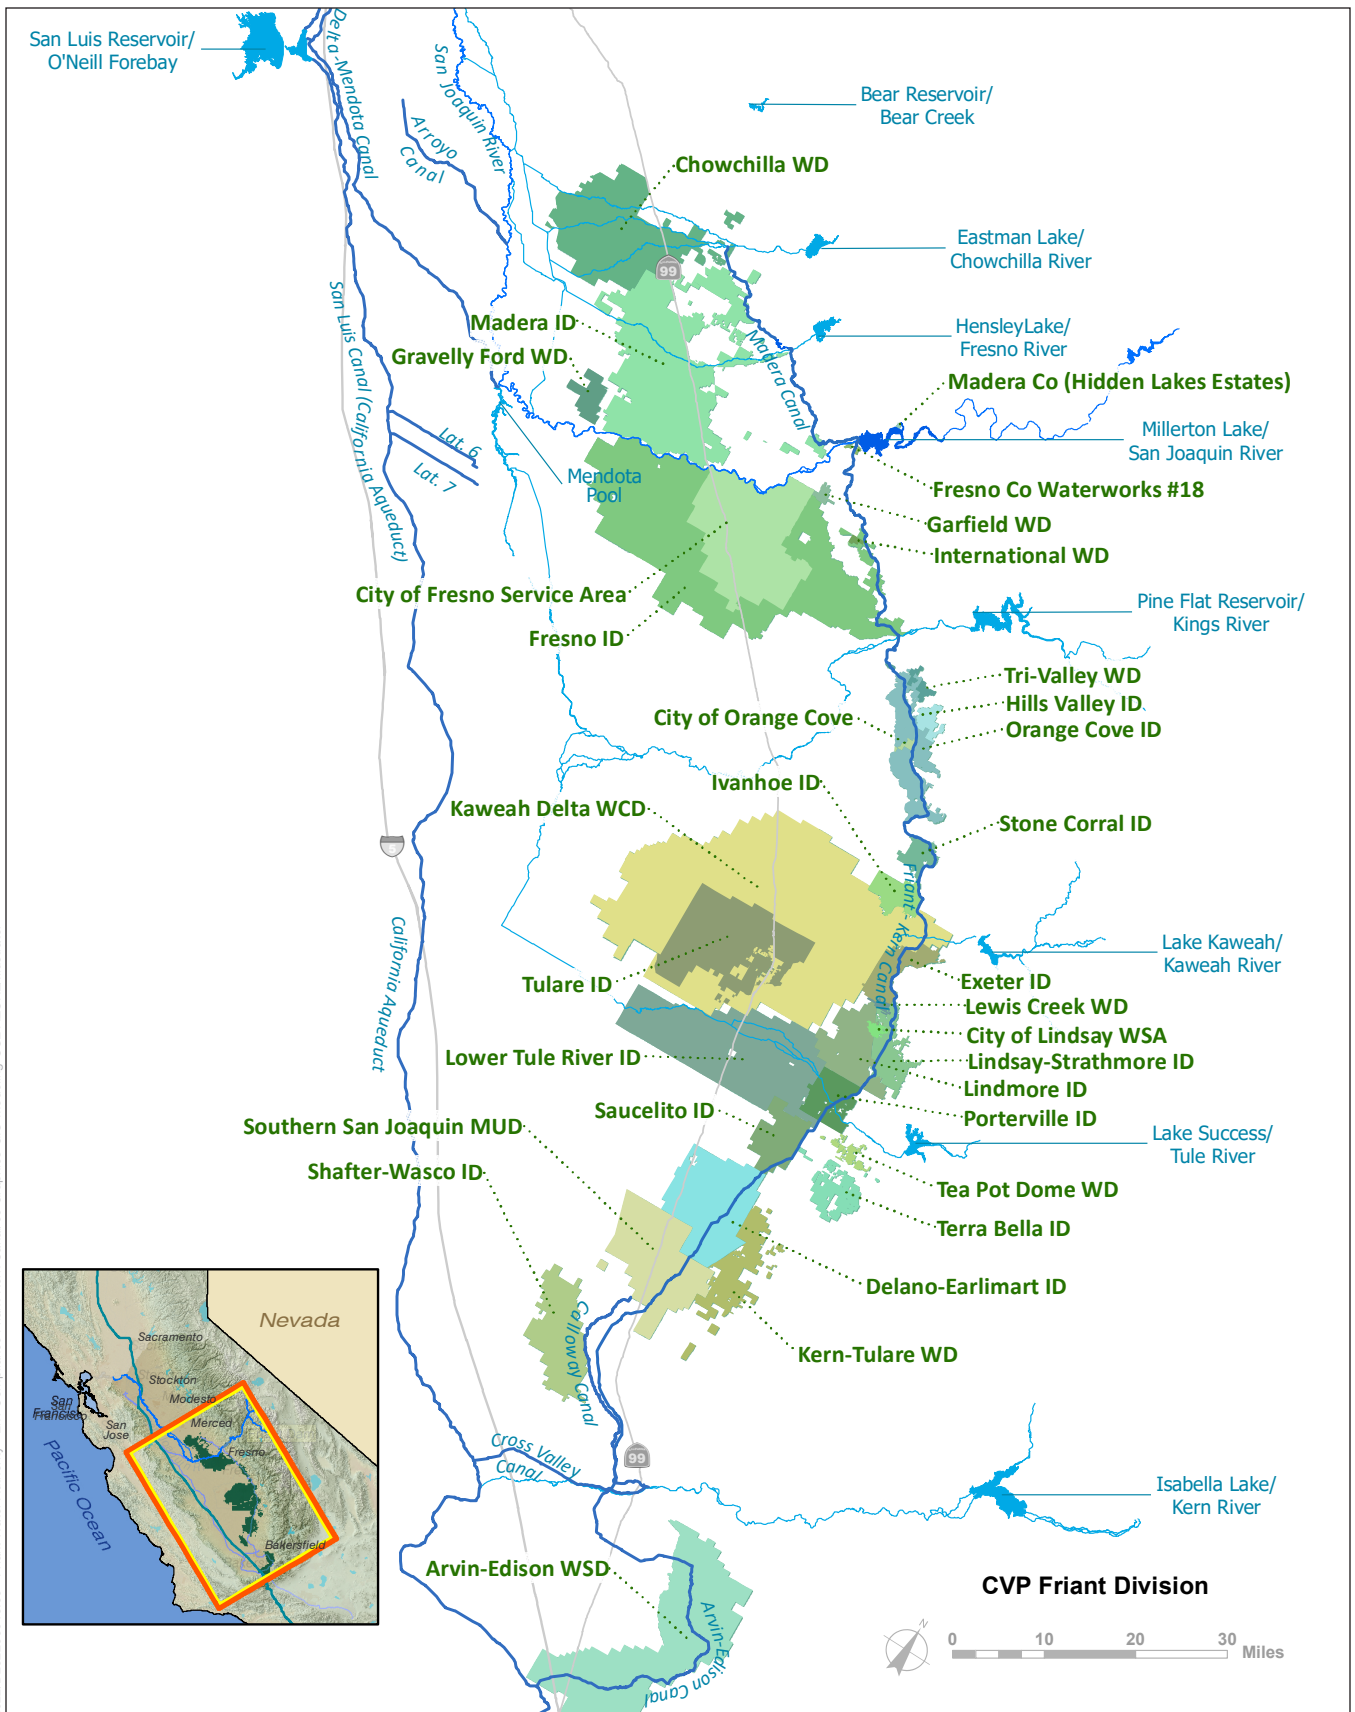 San Luis Reservoir/
O'Neill Forebay
Delta-Mendota Canal
San Joaquin River
Arroyo
Canal
Bear Reservoir/
Bear Creek
Chowchilla WD
Eastman Lake/
Chowchilla River
99
San Luis Canal (California Aqueduct)
Madera ID
Gravelly Ford WD
Madera Canal
HensleyLake/
Fresno River
Madera Co (Hidden Lakes Estates)
Millerton Lake/
San Joaquin River
Lat. 6
Lat. 7
Mendota
Pool
Fresno Co Waterworks #18
Garfield WD
International WD
City of Fresno Service Area
Fresno ID
Pine Flat Reservoir/
Kings River
Tri-Valley WD
Hills Valley ID
City of Orange Cove
Orange Cove ID
Ivanhoe ID
Kaweah Delta WCD
Stone Corral ID
5
Friant - Kern Canal
California Aqueduct
Lake Kaweah/
Kaweah River
Tulare ID
Exeter ID
Lewis Creek WD
City of Lindsay WSA
Lower Tule River ID
Lindsay-Strathmore ID
Lindmore ID
Saucelito ID
Porterville ID
Southern San Joaquin MUD
Lake Success/
Tule River
Shafter-Wasco ID
Tea Pot Dome WD
Terra Bella ID
Delano-Earlimart ID
Calloway Canal
Kern-Tulare WD
Nevada
Sacramento
Stockton
Modesto
San
Francisco
San
Jose
Merced
Fresno
Pacific Ocean
Bakersfield
Cross Valley
Canal
99
Isabella Lake/
Kern River
Arvin-Edison WSD
Arvin-Edison Canal
CVP Friant Division
N
0 10 20 30 Miles